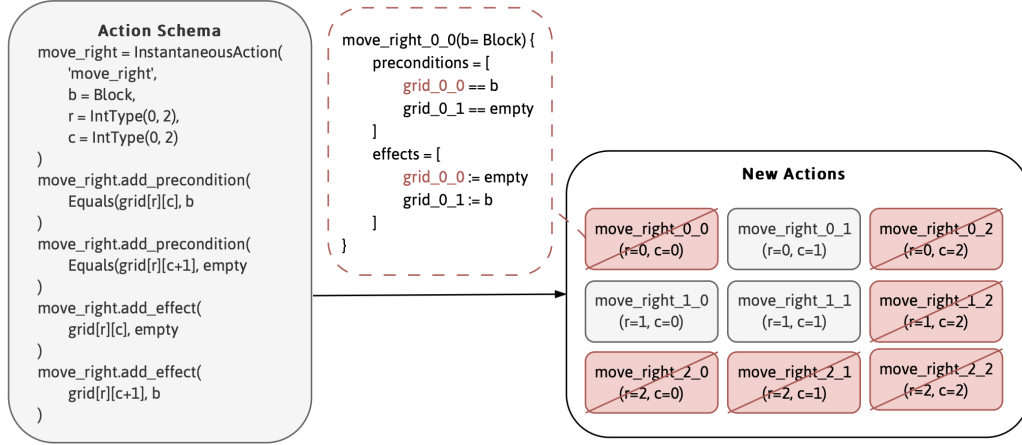 Action Schema
move_right = InstantaneousAction(
'move_right',
b = Block,
r = IntType(0, 2),
c = IntType(0, 2)
)
move_right.add_precondition(
Equals(grid[r][c], b
)
move_right.add_precondition(
Equals(grid[r][c+1], empty
)
move_right.add_effect(
grid[r][c], empty
)
move_right.add_effect(
grid[r][c+1], b
)
move_right_0_0(b= Block) {
preconditions = [
grid_0_0 == b
grid_0_1 == empty
]
effects = [
grid_0_0 := empty
grid_0_1 := b
]
}
New Actions
move_right_0_0
(r=0, c=0)
move_right_0_1
(r=0, c=1)
move_right_0_2
(r=0, c=2)
move_right_1_0
(r=1, c=0)
move_right_1_1
(r=1, c=1)
move_right_1_2
(r=1, c=2)
move_right_2_0
(r=2, c=0)
move_right_2_1
(r=2, c=1)
move_right_2_2
(r=2, c=2)